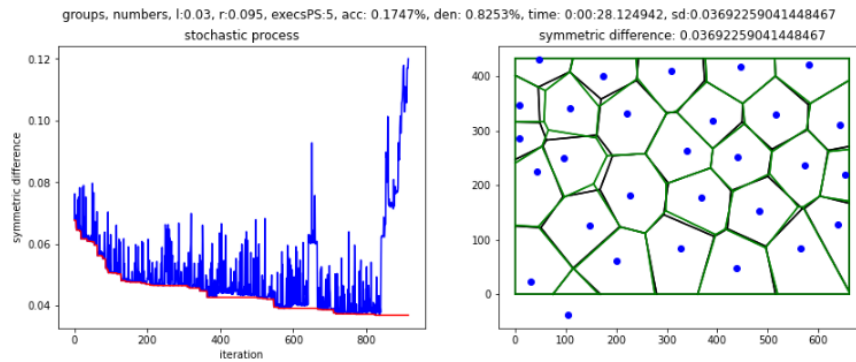 groups, numbers, l:0.03, r:0.095, execsPS:5, acc: 0.1747%, den: 0.8253%, time: 0:00:28.124942, sd:0.03692259041448467
stochastic process
symmetric difference: 0.03692259041448467
0.12
0.10
0.08
0.06
0.04
symmetric difference
0 200 400 600 800
iteration
400
300
200
100
0
0 100 200 300 400 500 600